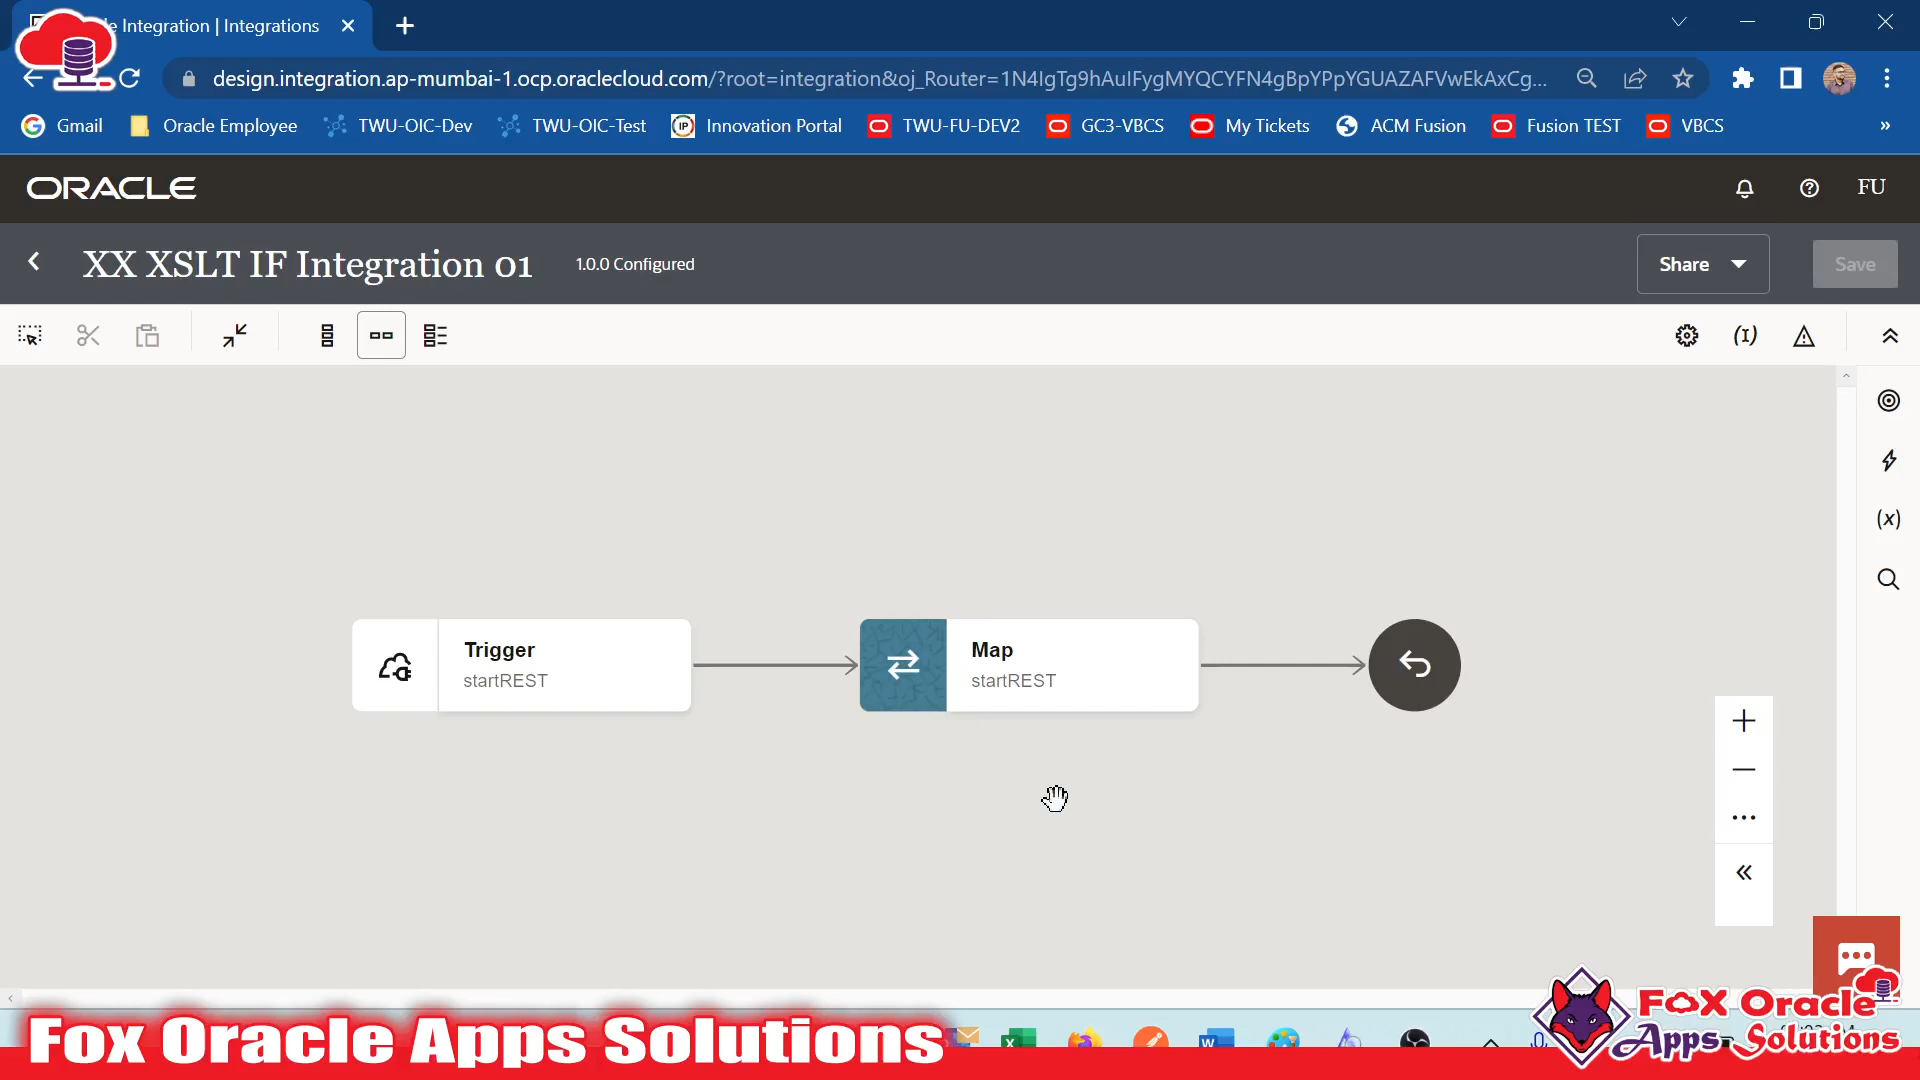 Integration | Integrations
design.integration.ap-mumbai-1.ocp.oraclecloud.com/?root=integration&oj_Router=1N4IgTg9hAuIFygMYQCYFN4gBpYPpYGUAZAFVwEkAxCg...
Gmail Oracle Employee TWU-OIC-Dev TWU-OIC-Test Innovation Portal TWU-FU-DEV2 GC3-VBCS My Tickets ACM Fusion Fusion TEST VBCS »
ORACLE FU
XX XSLT IF Integration 01 1.0.0 Configured Share Save
Trigger
startREST
Map
startREST
Fox Oracle Apps Solutions
FOX Oracle
Apps Solutions